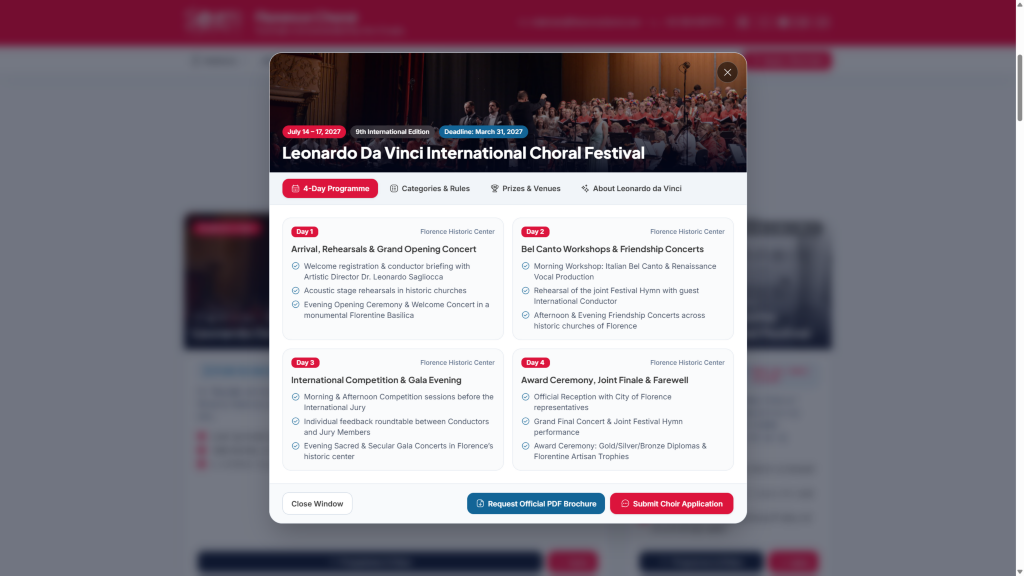 July 14 – 17, 2027
9th International Edition
Deadline: March 31, 2027
Leonardo Da Vinci International Choral Festival
4-Day Programme
Categories & Rules
Prizes & Venues
About Leonardo da Vinci
Day 1
Florence Historic Center
Arrival, Rehearsals & Grand Opening Concert
Welcome registration & conductor briefing with
Artistic Director Dr. Leonardo Sagliocca
Acoustic stage rehearsals in historic churches
Evening Opening Ceremony & Welcome Concert in a
monumental Florentine Basilica
Day 2
Florence Historic Center
Bel Canto Workshops & Friendship Concerts
Morning Workshop: Italian Bel Canto & Renaissance
Vocal Production
Rehearsal of the joint Festival Hymn with guest
International Conductor
Afternoon & Evening Friendship Concerts across
historic churches of Florence
Day 3
Florence Historic Center
International Competition & Gala Evening
Morning & Afternoon Competition sessions before the
International Jury
Individual feedback roundtable between Conductors
and Jury Members
Evening Sacred & Secular Gala Concerts in Florence's
historic center
Day 4
Florence Historic Center
Award Ceremony, Joint Finale & Farewell
Official Reception with City of Florence
representatives
Grand Final Concert & Joint Festival Hymn
performance
Award Ceremony: Gold/Silver/Bronze Diplomas &
Florentine Artisan Trophies
Close Window
Request Official PDF Brochure
Submit Choir Application